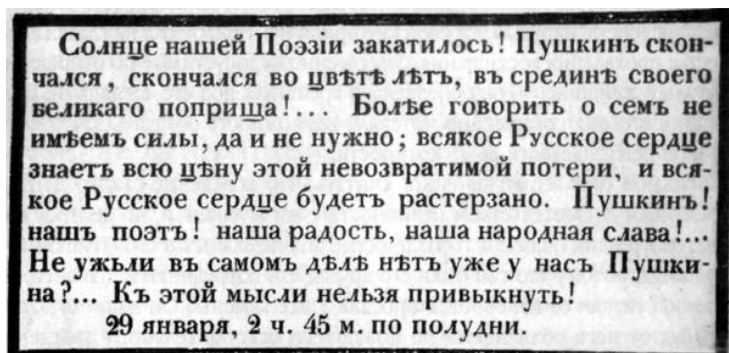 Солнце нашей Поэзіи закатилось! Пушкинъ скон-
чался, скончался во цвѣтѣ лѣтъ, въ срединѣ своего
великаго поприща!... Болѣе говорить о семъ не
имѣемъ силы, да и не нужно; всякое Русское сердце
знаетъ всю цѣну этой невозвратимой потери, и вся-
кое Русское сердце будетъ растерзано. Пушкинъ!
нашъ поэтъ! наша радость, наша народная слава!...
Не ужьли въ самомъ дѣлѣ нѣтъ уже у насъ Пушки-
на?... Къ этой мысли нельзя привыкнуть!
29 января, 2 ч. 45 м. по полудни.